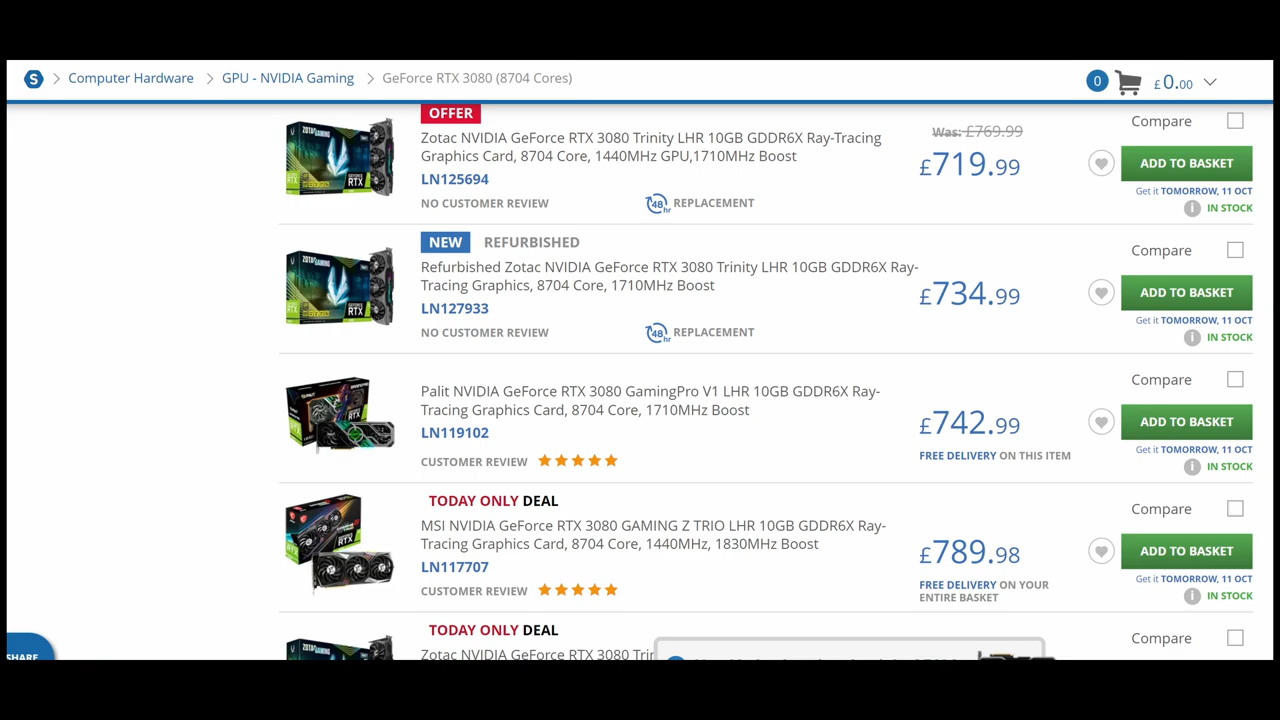 S > Computer Hardware > GPU - NVIDIA Gaming > GeForce RTX 3080 (8704 Cores)
0 £0.00
OFFER
Zotac NVIDIA GeForce RTX 3080 Trinity LHR 10GB GDDR6X Ray-Tracing
Graphics Card, 8704 Core, 1440MHz GPU,1710MHz Boost
LN125694
NO CUSTOMER REVIEW
48hr REPLACEMENT
Was: £769.99
£719.99
Compare
ADD TO BASKET
Get it TOMORROW, 11 OCT
IN STOCK
NEW REFURBISHED
Refurbished Zotac NVIDIA GeForce RTX 3080 Trinity LHR 10GB GDDR6X Ray-
Tracing Graphics, 8704 Core, 1710MHz Boost
LN127933
NO CUSTOMER REVIEW
48hr REPLACEMENT
£734.99
Compare
ADD TO BASKET
Get it TOMORROW, 11 OCT
IN STOCK
Palit NVIDIA GeForce RTX 3080 GamingPro V1 LHR 10GB GDDR6X Ray-
Tracing Graphics Card, 8704 Core, 1710MHz Boost
LN119102
CUSTOMER REVIEW
£742.99
FREE DELIVERY ON THIS ITEM
Compare
ADD TO BASKET
Get it TOMORROW, 11 OCT
IN STOCK
TODAY ONLY DEAL
MSI NVIDIA GeForce RTX 3080 GAMING Z TRIO LHR 10GB GDDR6X Ray-
Tracing Graphics Card, 8704 Core, 1440MHz, 1830MHz Boost
LN117707
CUSTOMER REVIEW
£789.98
FREE DELIVERY ON YOUR
ENTIRE BASKET
Compare
ADD TO BASKET
Get it TOMORROW, 11 OCT
IN STOCK
TODAY ONLY DEAL
Zotac NVIDIA GeForce RTX 3080
Compare
SHARE